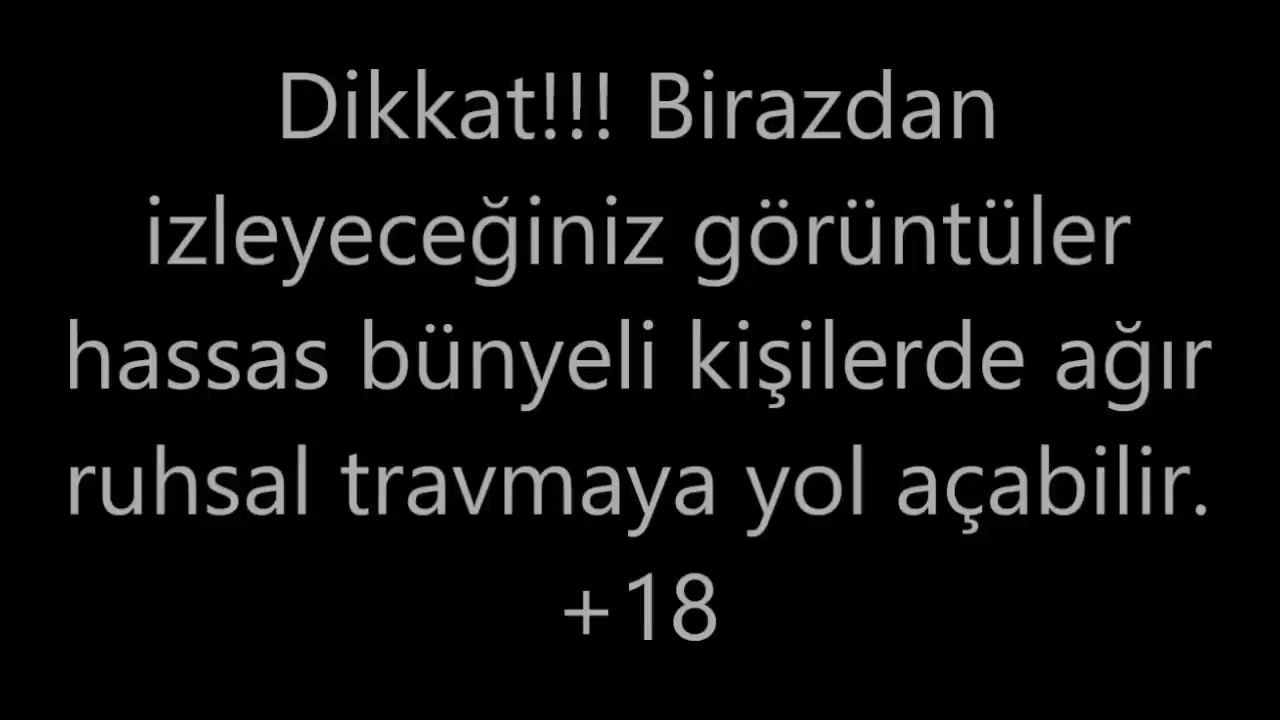 Dikkat!!! Birazdan
izleyeceğiniz görüntüler
hassas bünyeli kişilerde ağır
ruhsal travmaya yol açabilir.
+18